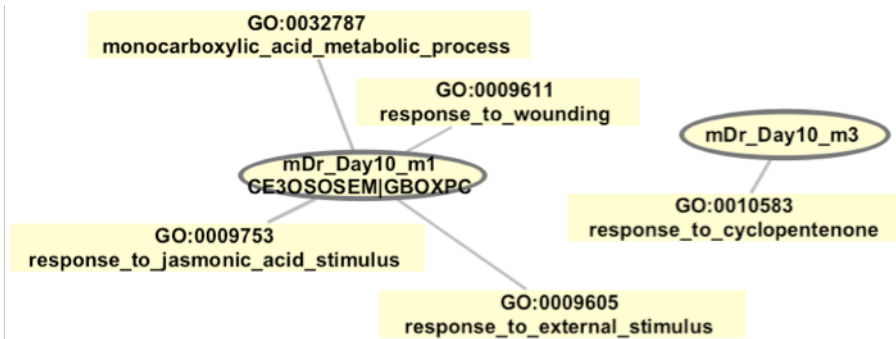 GO:0032787
monocarboxylic_acid_metabolic_process
GO:0009611
response_to_wounding
mDr_Day10_m3
mDr_Day10_m1
CE3OSOSEM|GBOXPC
GO:0010583
response_to_cyclopentenone
GO:0009753
response_to_jasmonic_acid_stimulus
GO:0009605
response_to_external_stimulus